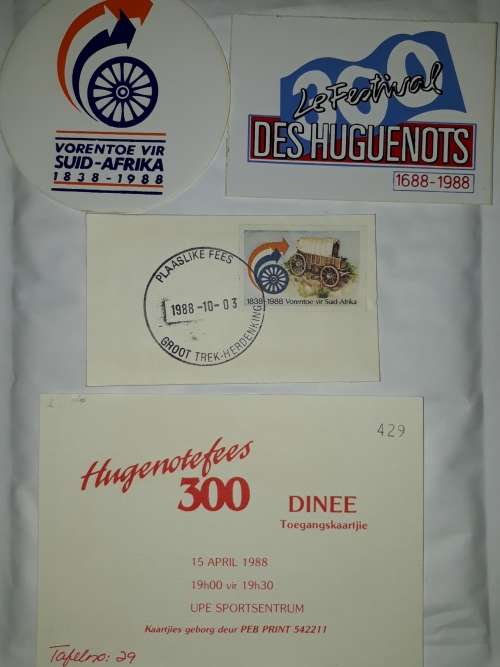 VORENTOE VIR
SUID-AFRIKA
1838-1988
300
Le Festival
DES HUGUENOTS
1688-1988
PLAASLIKE FEES
1988-10-03
GROOT TREK-HERDENKING
1838-1988 Vorentoe vir Suid-Afrika
429
Hugenotefees
300
DINEE
Toegangskaartjie
15 APRIL 1988
19h00 vir 19h30
UPE SPORTSENTRUM
Kaartjies geborg deur PEB PRINT 542211
Tafelno: 29